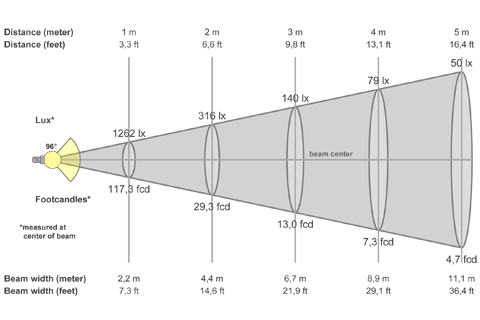 Distance (meter) 1 m 2 m 3 m 4 m 5 m
Distance (feet) 3,3 ft 6,6 ft 9,8 ft 13,1 ft 16,4 ft
50 lx
79 lx
140 lx
316 lx
Lux* 1262 lx
96°
beam center
117,3 fcd
Footcandles* 29,3 fcd
13,0 fcd
*measured at
center of beam
7,3 fcd
4,7 fcd
Beam width (meter) 2,2 m 4,4 m 6,7 m 8,9 m 11,1 m
Beam width (feet) 7,3 ft 14,6 ft 21,9 ft 29,1 ft 36,4 ft